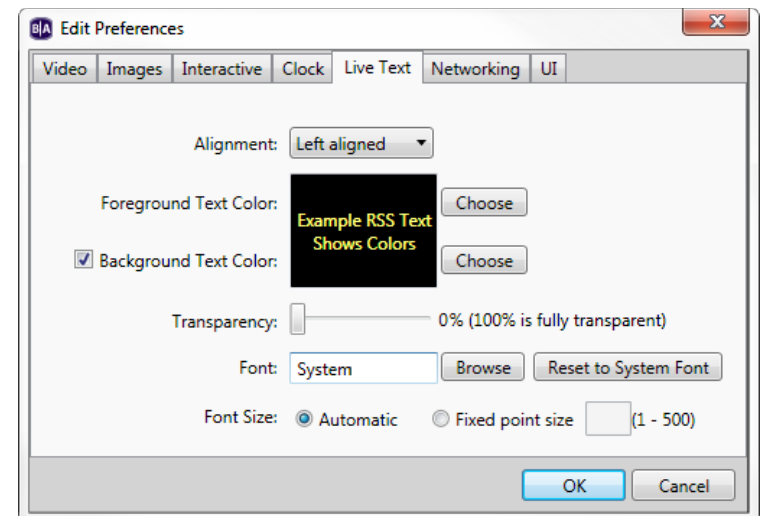 B|A Edit Preferences
Video Images Interactive Clock Live Text Networking UI
Alignment: Left aligned
Foreground Text Color: Choose
Example RSS Text
Shows Colors
Background Text Color: Choose
Transparency: 0% (100% is fully transparent)
Font: System Browse Reset to System Font
Font Size: Automatic Fixed point size (1 - 500)
OK Cancel